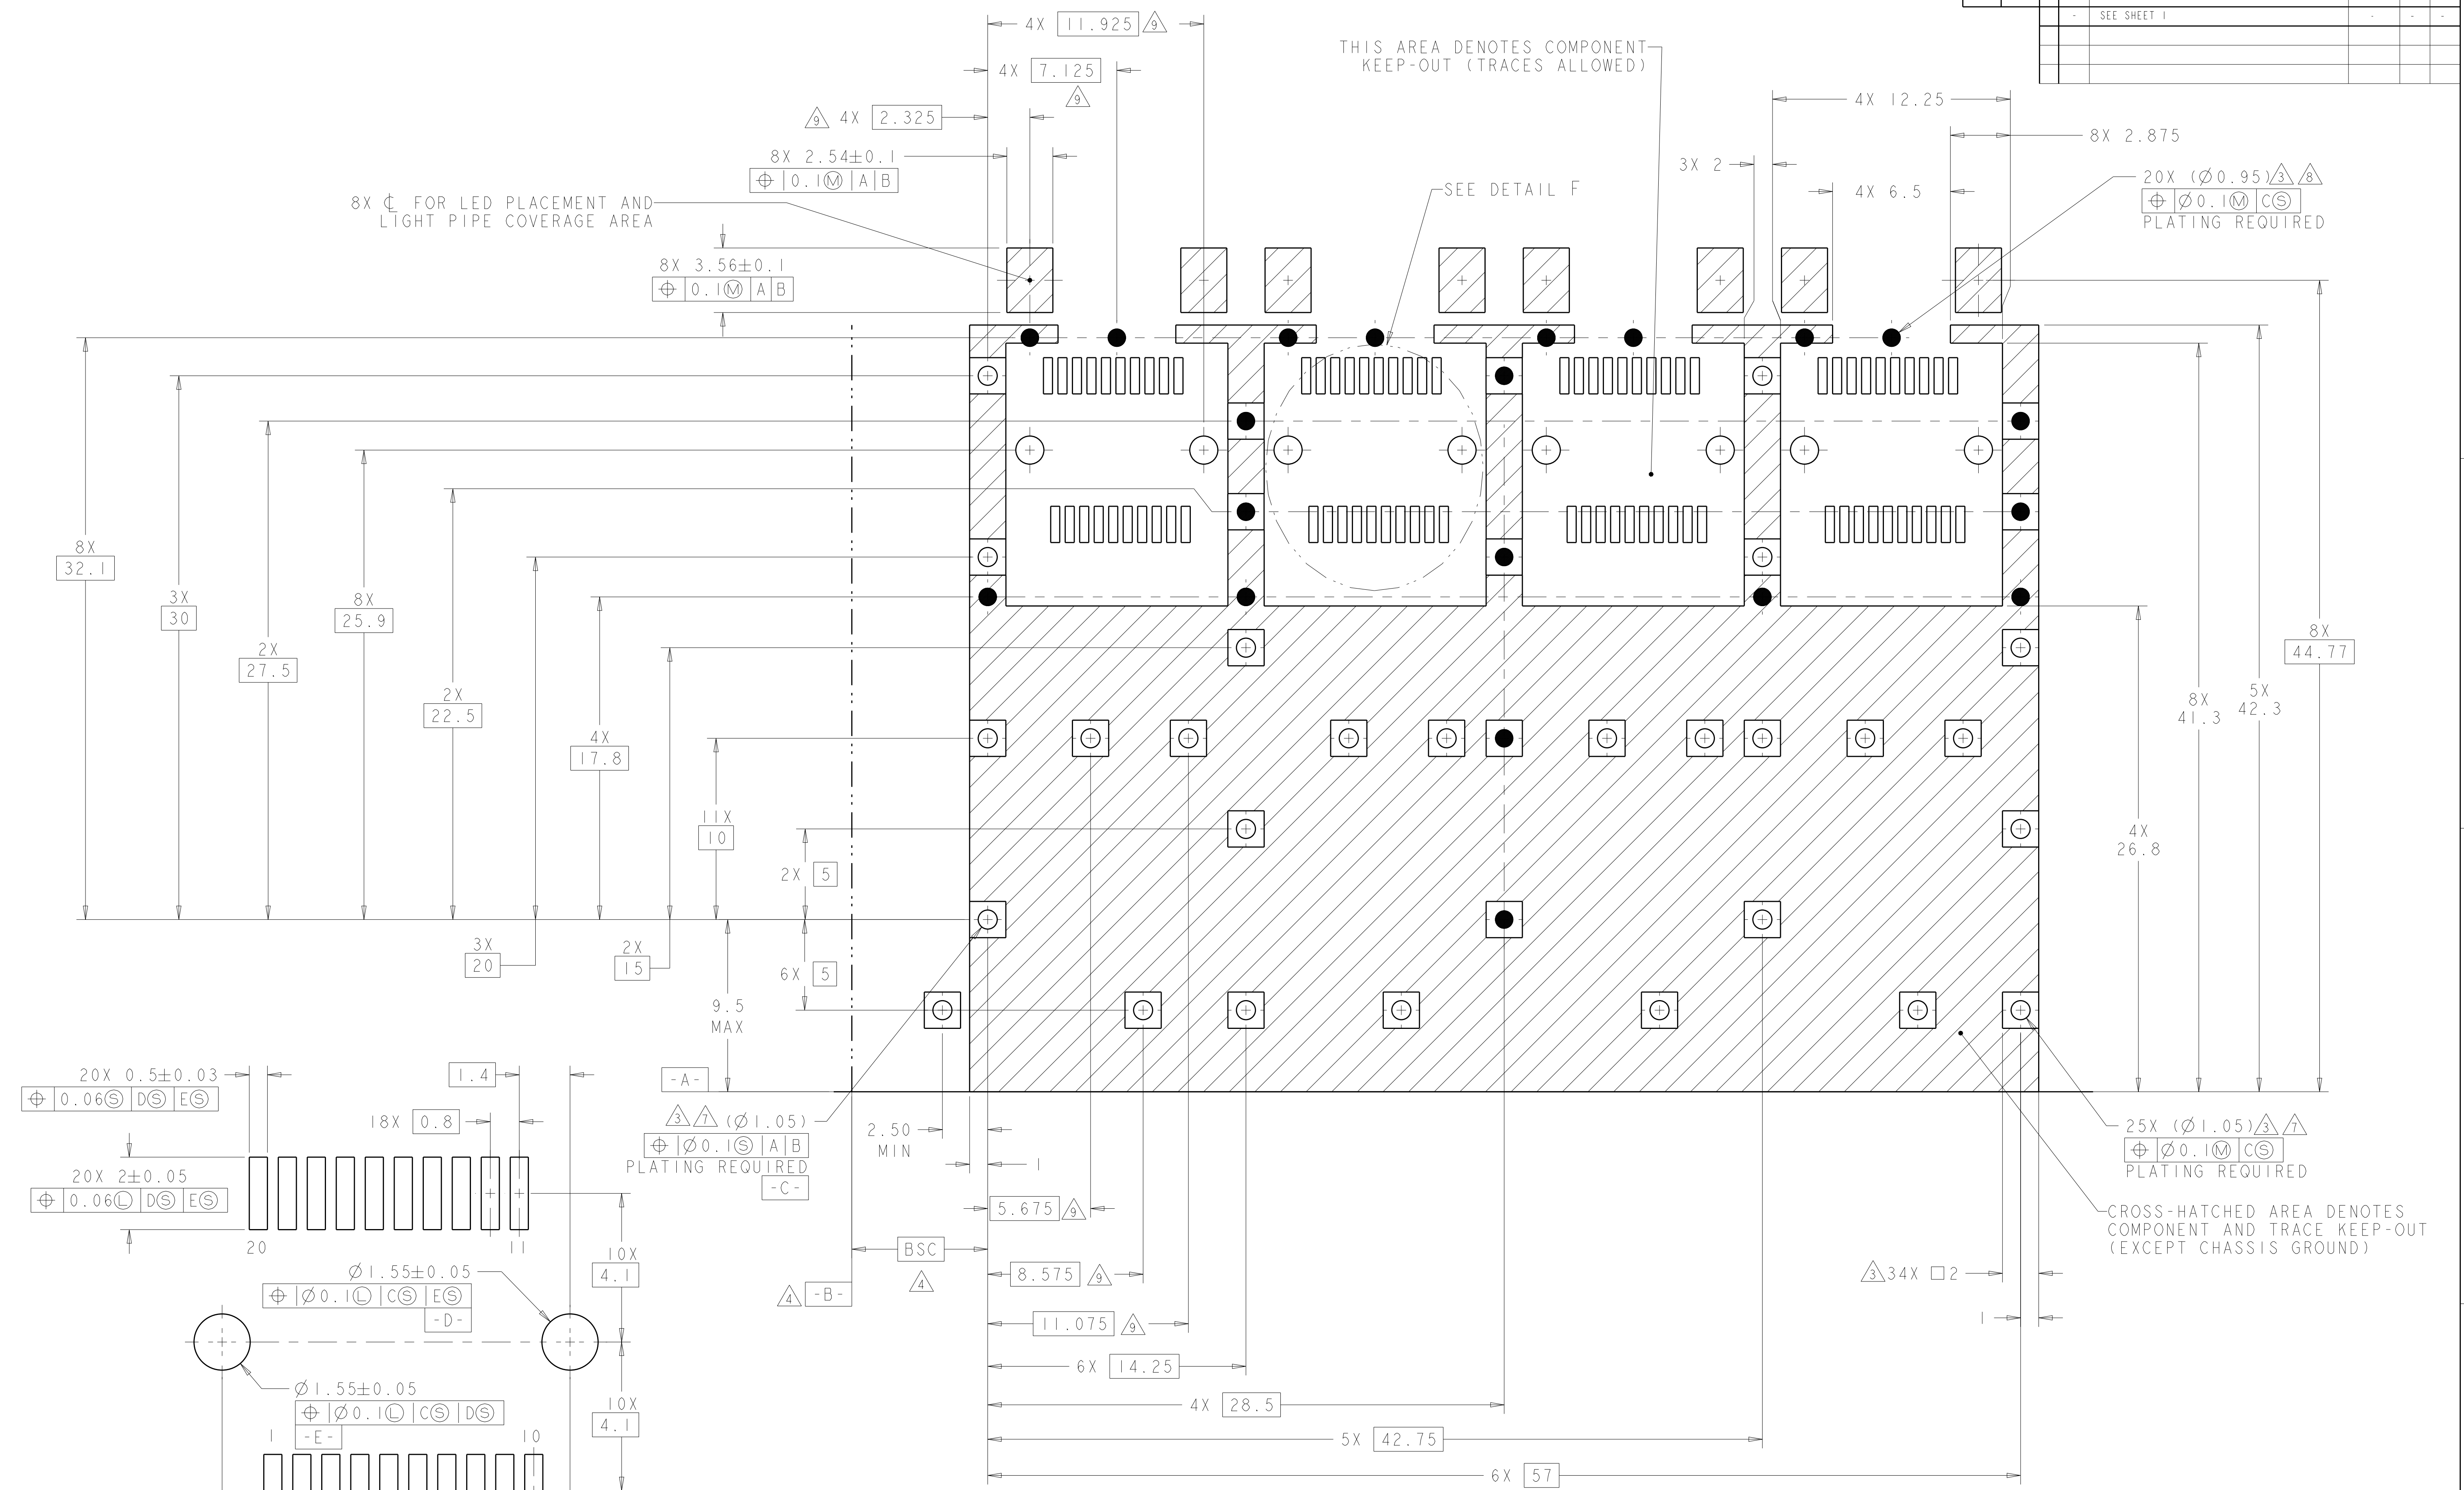 - SEE SHEET 1 - - -
4X 11.925 9
4X 7.125
9
9 4X 2.325
8X 2.54±0.1
⌖ 0.1Ⓜ A B
8X ℄ FOR LED PLACEMENT AND
LIGHT PIPE COVERAGE AREA
8X 3.56±0.1
⌖ 0.1Ⓜ A B
THIS AREA DENOTES COMPONENT
KEEP-OUT (TRACES ALLOWED)
SEE DETAIL F
4X 12.25
8X 2.875
3X 2
4X 6.5
20X (Ø0.95) 3 8
⌖ Ø0.1Ⓜ CⓈ
PLATING REQUIRED
8X
32.1
3X
30
2X
27.5
8X
25.9
2X
22.5
3X
20
4X
17.8
2X
15
11X
10
2X 5
6X 5
9.5
MAX
8X
44.77
5X
42.3
8X
41.3
4X
26.8
-A-
3 7 (Ø1.05)
⌖ Ø0.1Ⓢ A B
PLATING REQUIRED
-C-
2.50
MIN
1
5.675 9
BSC
4
4 -B-
8.575 9
11.075 9
6X 14.25
4X 28.5
5X 42.75
6X 57
25X (Ø1.05) 3 7
⌖ Ø0.1Ⓜ CⓈ
PLATING REQUIRED
CROSS-HATCHED AREA DENOTES
COMPONENT AND TRACE KEEP-OUT
(EXCEPT CHASSIS GROUND)
3 34X □2
1
20X 0.5±0.03
⌖ 0.06Ⓢ DⓈ EⓈ
1.4
18X 0.8
20X 2±0.05
⌖ 0.06Ⓛ DⓈ EⓈ
20 11
10X
4.1
Ø1.55±0.05
⌖ Ø0.1Ⓛ CⓈ EⓈ
-D-
Ø1.55±0.05
⌖ Ø0.1Ⓛ CⓈ DⓈ
-E-
10X
4.1
1 10